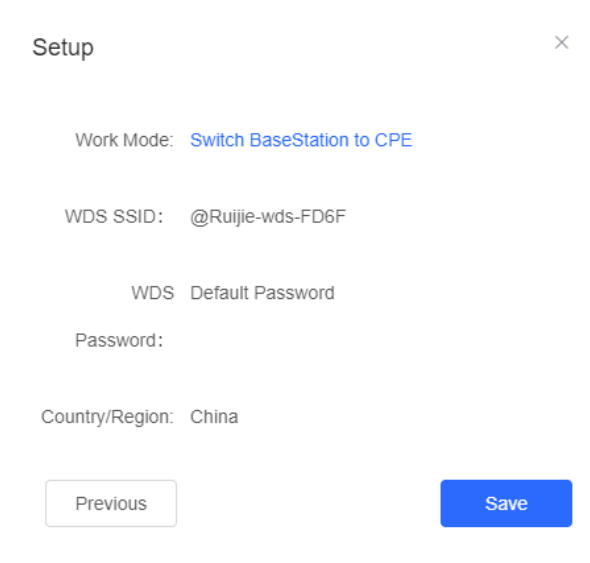 Setup
Work Mode: Switch BaseStation to CPE
WDS SSID： @Ruijie-wds-FD6F
WDS Default Password
Password：
Country/Region: China
Previous Save